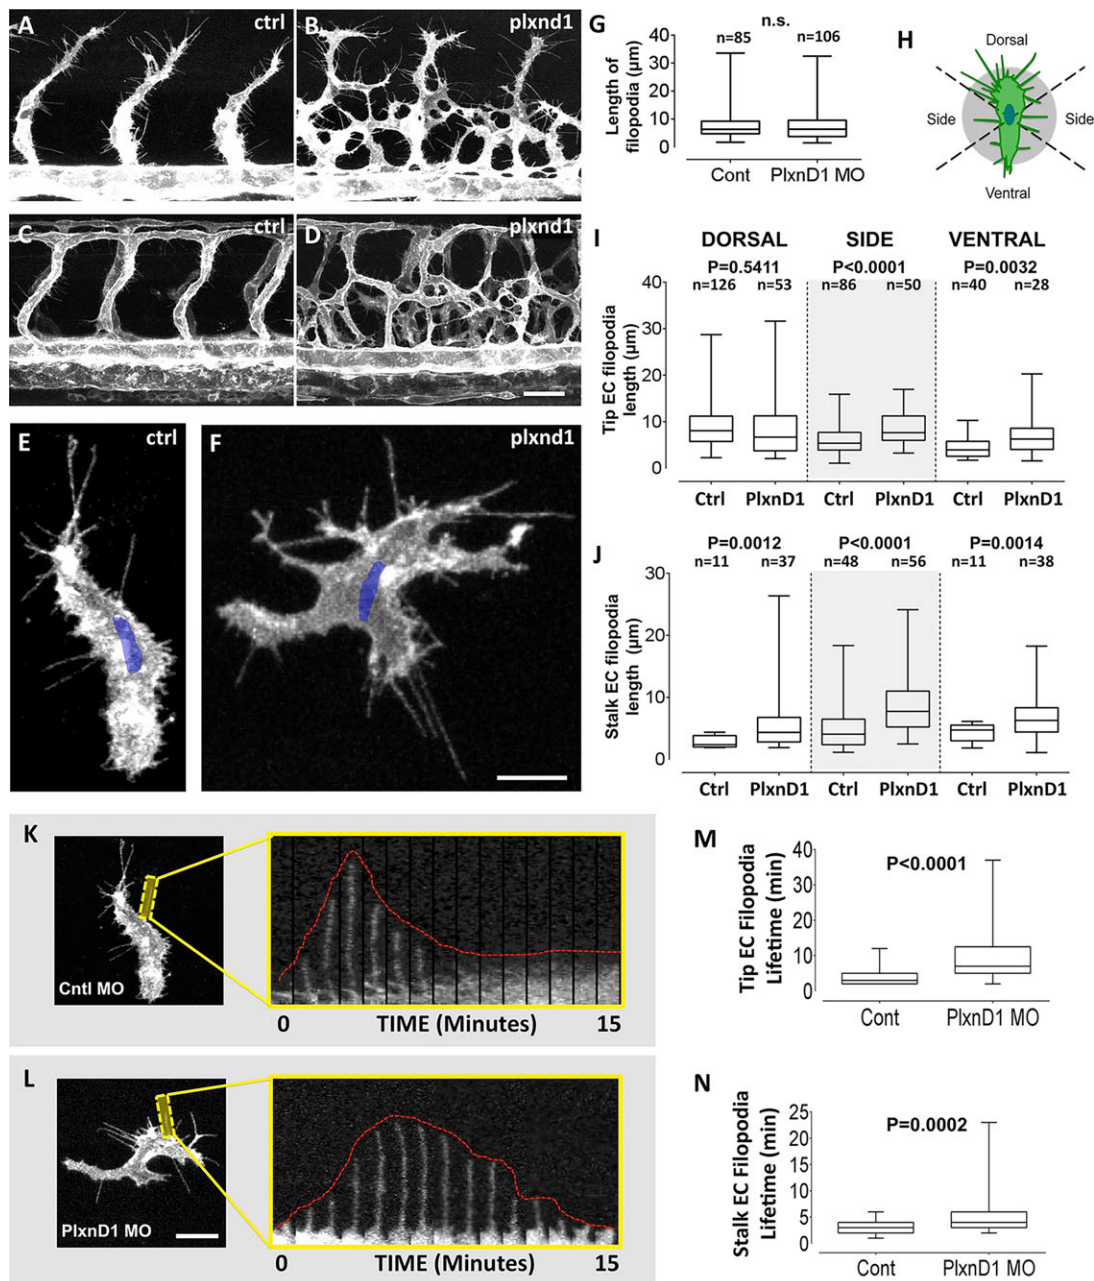 A ctrl
B plxnd1
C ctrl
D plxnd1
E ctrl
F plxnd1
G
n.s.
n=85 n=106
Length of
filopodia (μm)
40
30
20
10
0
Cont PlxnD1 MO
H
Dorsal
Side Side
Ventral
I
DORSAL SIDE VENTRAL
P=0.5411 P<0.0001 P=0.0032
n=126 n=53 n=86 n=50 n=40 n=28
Tip EC filopodia
length (μm)
40
30
20
10
0
Ctrl PlxnD1 Ctrl PlxnD1 Ctrl PlxnD1
J
P=0.0012 P<0.0001 P=0.0014
n=11 n=37 n=48 n=56 n=11 n=38
Stalk EC filopodia
length (μm)
30
20
10
0
Ctrl PlxnD1 Ctrl PlxnD1 Ctrl PlxnD1
K
Cntl MO
0 TIME (Minutes) 15
L
PlxnD1 MO
0 TIME (Minutes) 15
M
P<0.0001
Tip EC Filopodia
Lifetime (min)
40
30
20
10
0
Cont PlxnD1 MO
N
P=0.0002
Stalk EC Filopodia
Lifetime (min)
25
20
15
10
5
0
Cont PlxnD1 MO